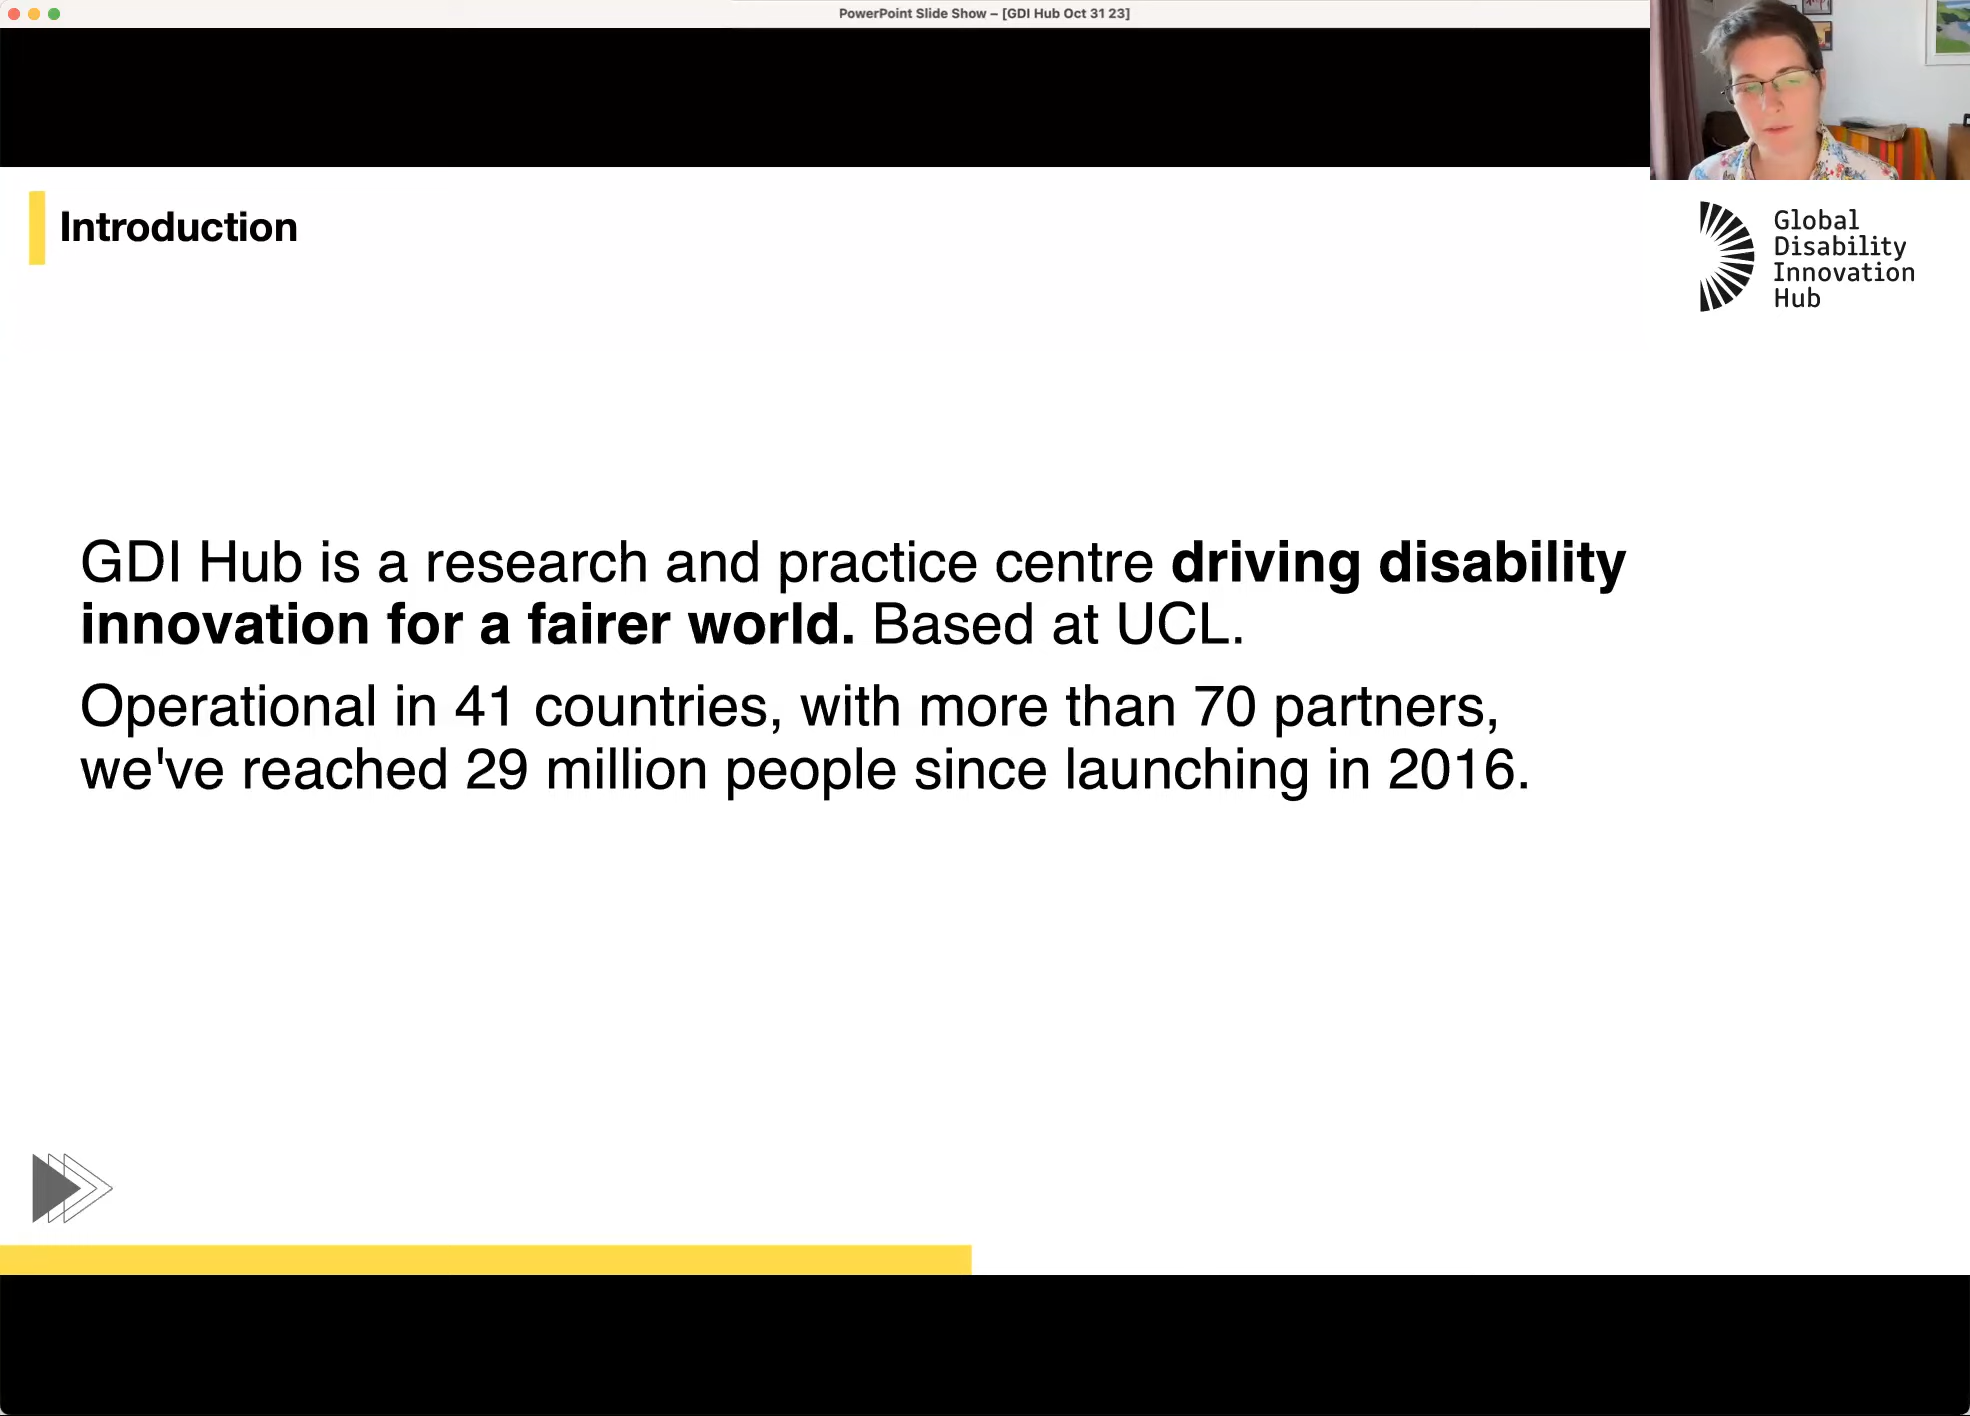 PowerPoint Slide Show – [GDI Hub Oct 31 23]
Introduction
Global
Disability
Innovation
Hub
GDI Hub is a research and practice centre driving disability
innovation for a fairer world. Based at UCL.
Operational in 41 countries, with more than 70 partners,
we've reached 29 million people since launching in 2016.